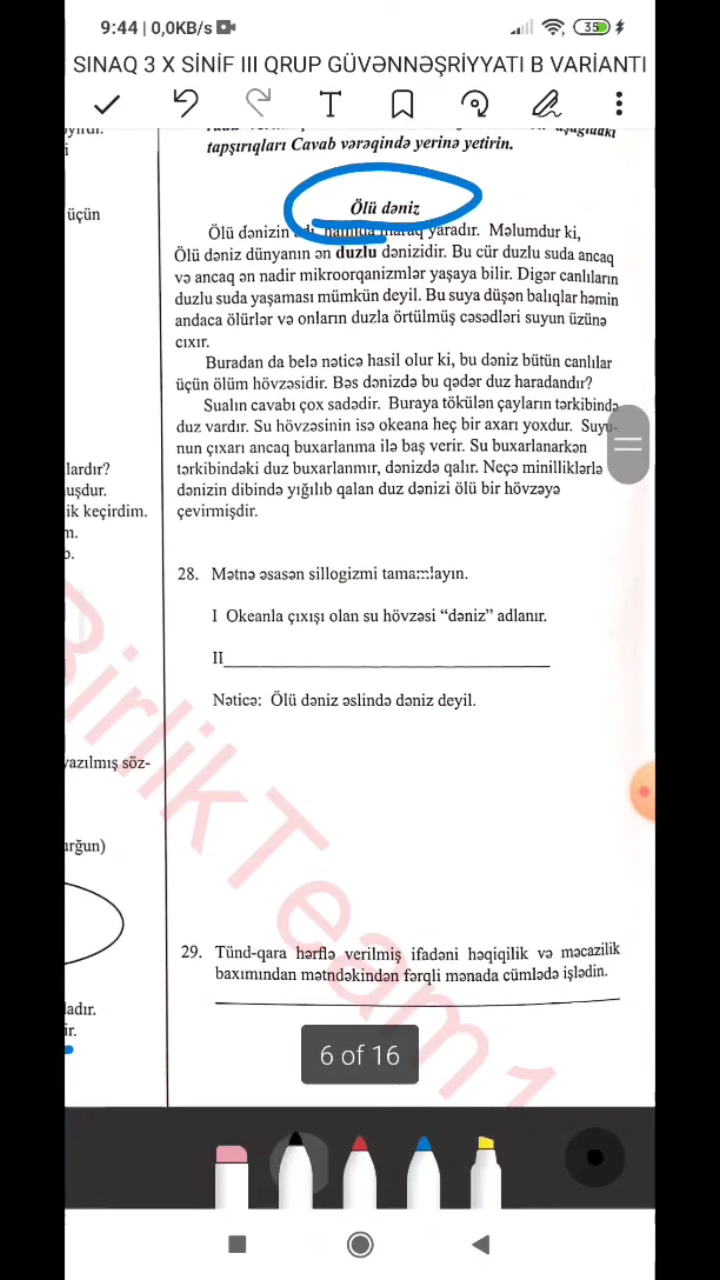 9:44 | 0,0KB/s
35
SINAQ 3 X SİNİF III QRUP GÜVƏNNƏŞRİYYATI B VARİANTI
T
i
aşağıdakı
tapşırıqları Cavab vərəqində yerinə yetirin.
üçün
Ölü dəniz
Ölü dənizin adı hamıda maraq yaradır. Məlumdur ki,
Ölü dəniz dünyanın ən duzlu dənizidir. Bu cür duzlu suda ancaq
və ancaq ən nadir mikroorqanizmlər yaşaya bilir. Digər canlıların
duzlu suda yaşaması mümkün deyil. Bu suya düşən balıqlar həmin
andaca ölürlər və onların duzla örtülmüş cəsədləri suyun üzünə
cıxır.
Buradan da belə nəticə hasil olur ki, bu dəniz bütün canlılar
üçün ölüm hövzəsidir. Bəs dənizdə bu qədər duz haradandır?
Sualın cavabı çox sadədir. Buraya tökülən çayların tərkibində
duz vardır. Su hövzəsinin isə okeana heç bir axarı yoxdur. Suyu-
nun çıxarı ancaq buxarlanma ilə baş verir. Su buxarlanarkən
tərkibindəki duz buxarlanmır, dənizdə qalır. Neçə minilliklərlə
dənizin dibində yığılıb qalan duz dənizi ölü bir hövzəyə
çevirmişdir.
lardır?
uşdur.
ik keçirdim.
m.
28. Mətnə əsasən sillogizmi tamamlayın.
I Okeanla çıxışı olan su hövzəsi “dəniz” adlanır.
II
Nəticə: Ölü dəniz əslində dəniz deyil.
yazılmış söz-
urğun)
29. Tünd-qara hərflə verilmiş ifadəni həqiqilik və məcazilik
baxımından mətndəkindən fərqli mənada cümlədə işlədin.
ladır.
ir.
BirlikTeam1
6 of 16